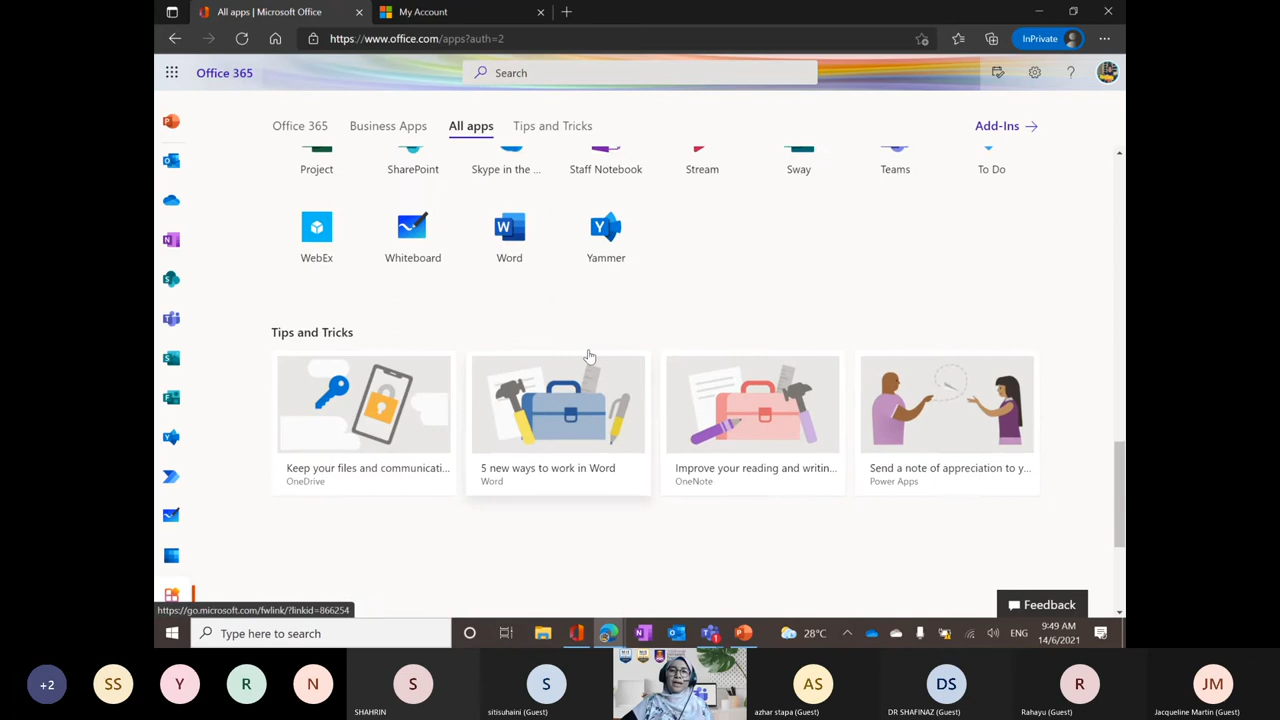 All apps | Microsoft Office
My Account
https://www.office.com/apps?auth=2
InPrivate
Office 365
Search
Office 365
Business Apps
All apps
Tips and Tricks
Add-Ins
Project
SharePoint
Skype in the ...
Staff Notebook
Stream
Sway
Teams
To Do
WebEx
Whiteboard
Word
Yammer
Tips and Tricks
Keep your files and communicati...
OneDrive
5 new ways to work in Word
Word
Improve your reading and writin...
OneNote
Send a note of appreciation to y...
Power Apps
Feedback
https://go.microsoft.com/fwlink/?linkid=866254
Type here to search
28°C
ENG
9:49 AM
14/6/2021
+2
SS
Y
R
N
S
SHAHRIN
S
sitisuhaini (Guest)
AS
azhar stapa (Guest)
DS
DR SHAFINAZ (Guest)
R
Rahayu (Guest)
JM
Jacqueline Martin (Guest)